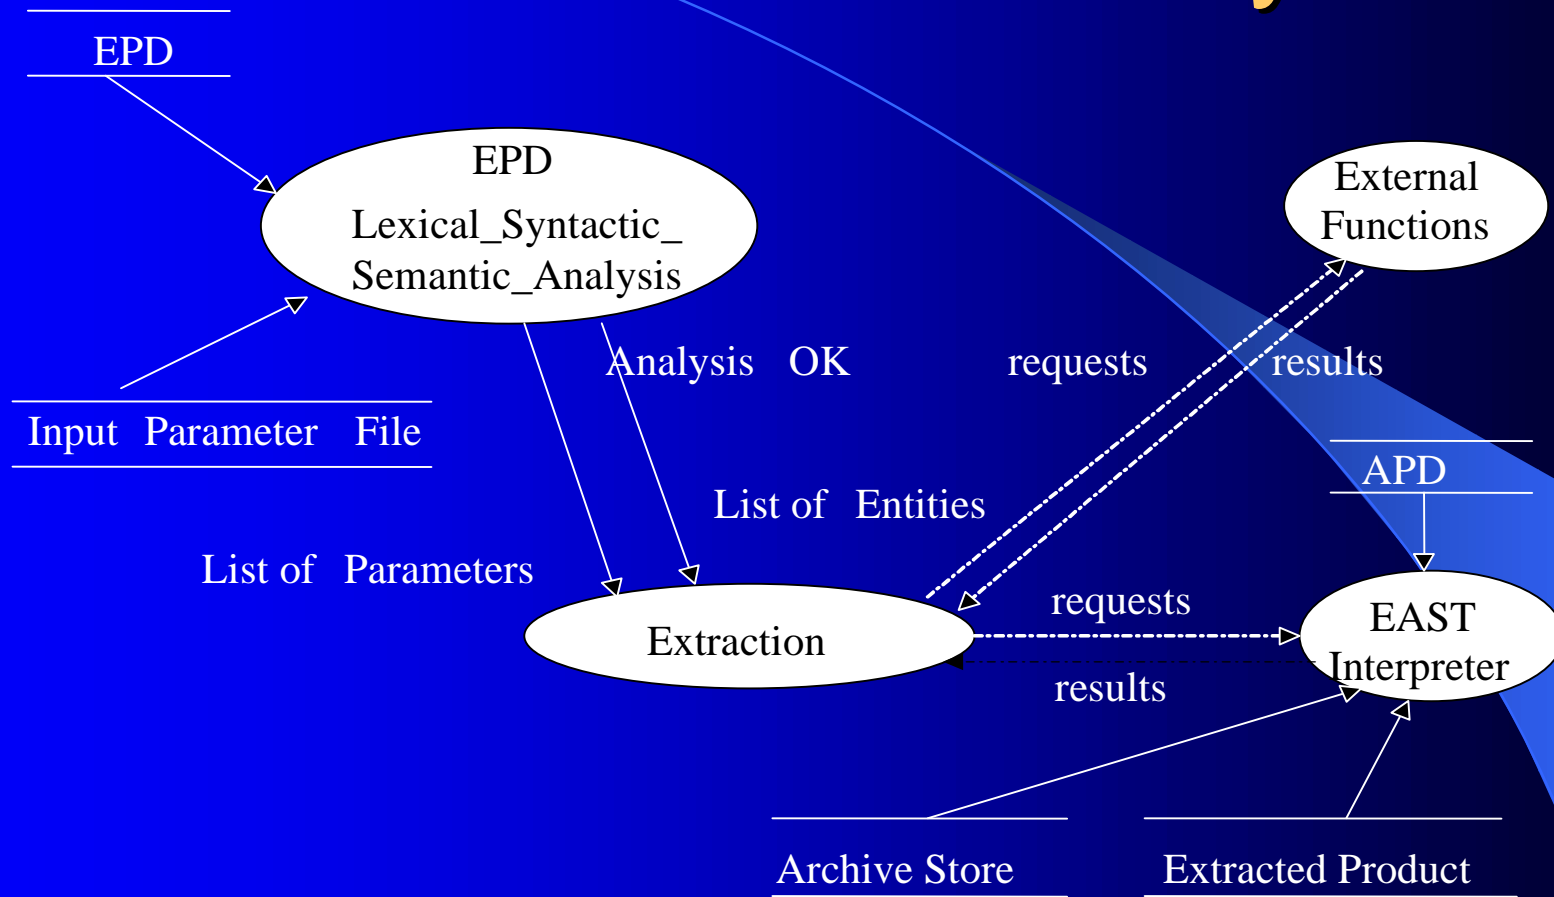 EPD
EPD
Lexical_Syntactic_
Semantic_Analysis
External
Functions
Analysis OK
requests
results
Input Parameter File
APD
List of Entities
List of Parameters
requests
EAST
Interpreter
Extraction
results
Archive Store
Extracted Product